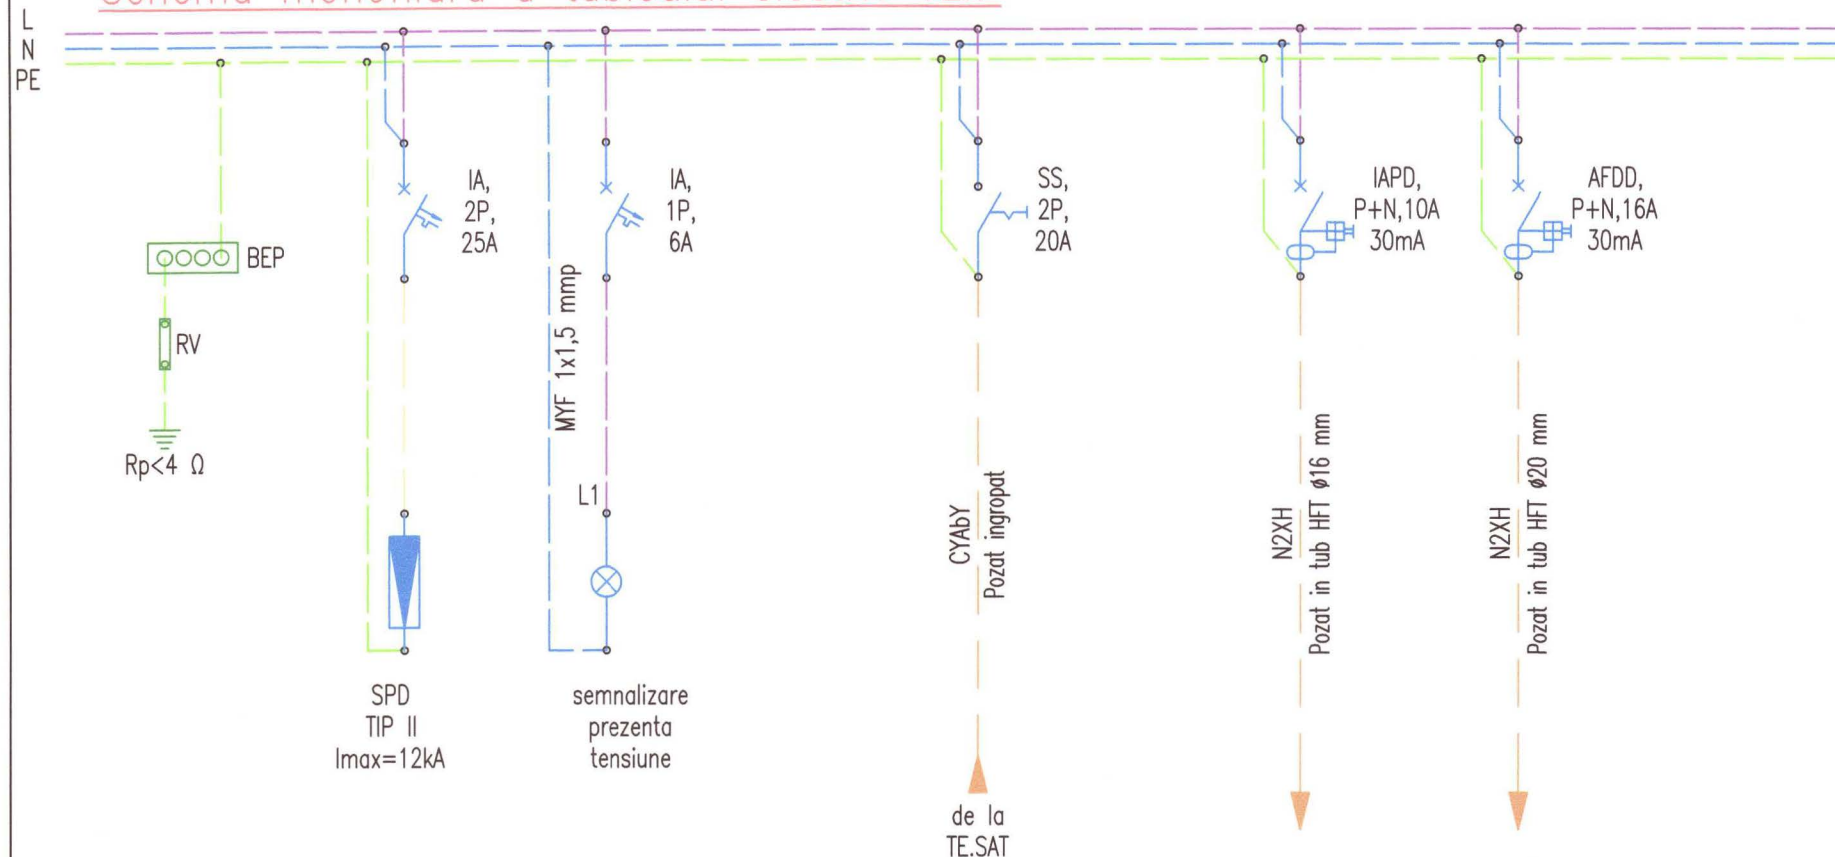 L
N
PE
BEP
RV
Rp<4 Ω
IA,
2P,
25A
SPD
TIP II
Imax=12kA
MYF 1x1,5 mmp
IA,
1P,
6A
L1
semnalizare
prezenta
tensiune
SS,
2P,
20A
CYAbY
Pozat ingropat
de la
TE.SAT
IAPD,
P+N,10A
30mA
N2XH
Pozat in tub HFT ø16 mm
AFDD,
P+N,16A
30mA
N2XH
Pozat in tub HFT ø20 mm